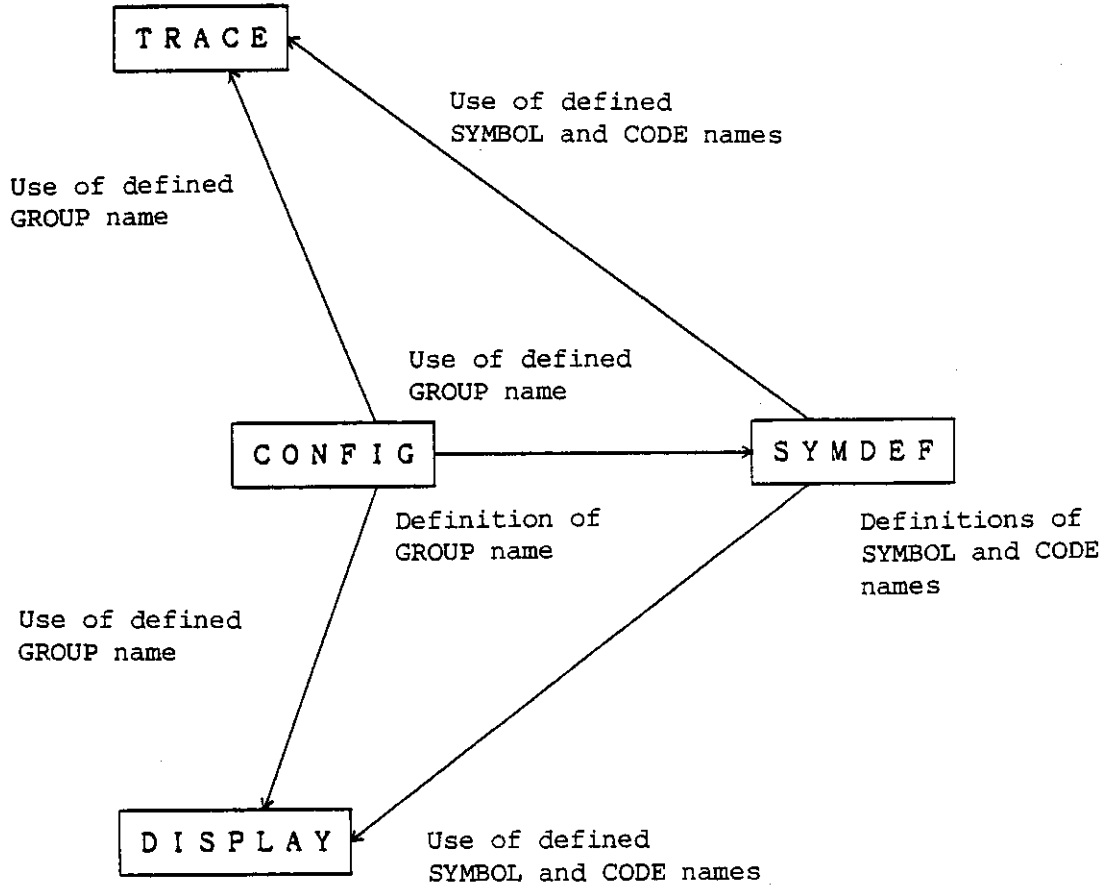 TRACE
Use of defined
SYMBOL and CODE names
Use of defined
GROUP name
Use of defined
GROUP name
CONFIG
SYMDEF
Definition of
GROUP name
Definitions of
SYMBOL and CODE
names
Use of defined
GROUP name
DISPLAY
Use of defined
SYMBOL and CODE names